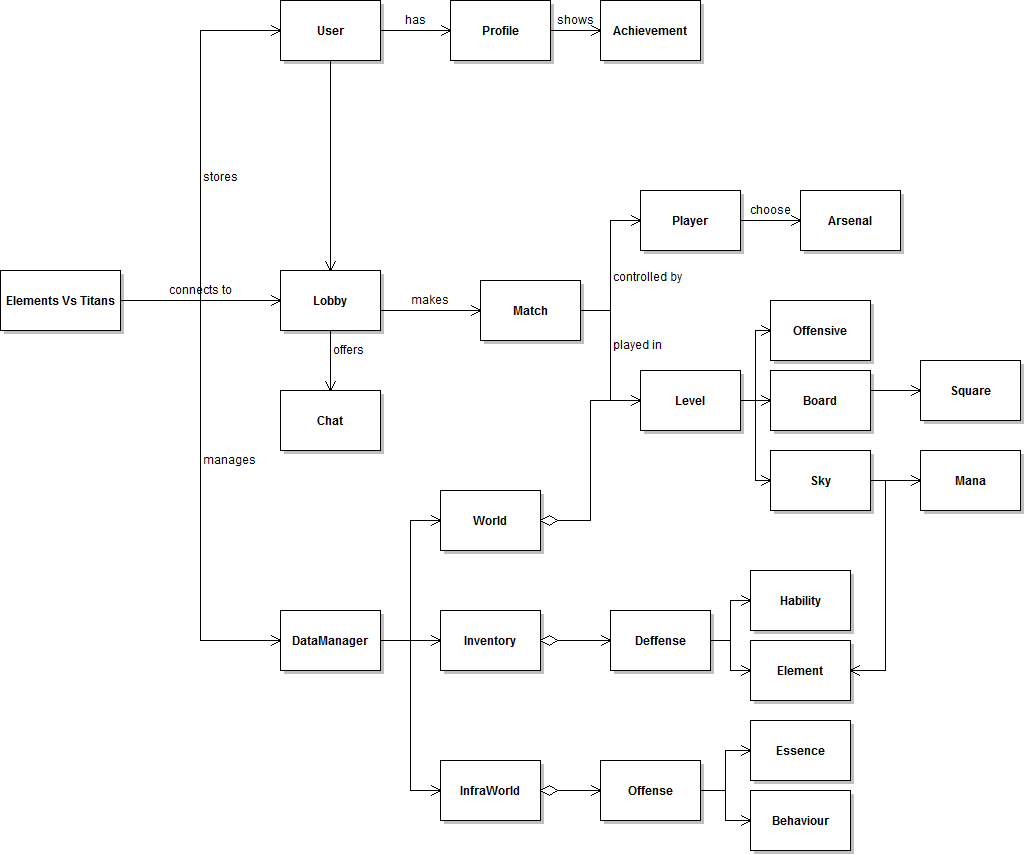 User
has
Profile
shows
Achievement
stores
Player
choose
Arsenal
Elements Vs Titans
connects to
Lobby
makes
Match
controlled by
played in
Offensive
offers
Chat
Level
Board
Square
manages
Sky
Mana
World
Hability
DataManager
Inventory
Deffense
Element
Essence
InfraWorld
Offense
Behaviour